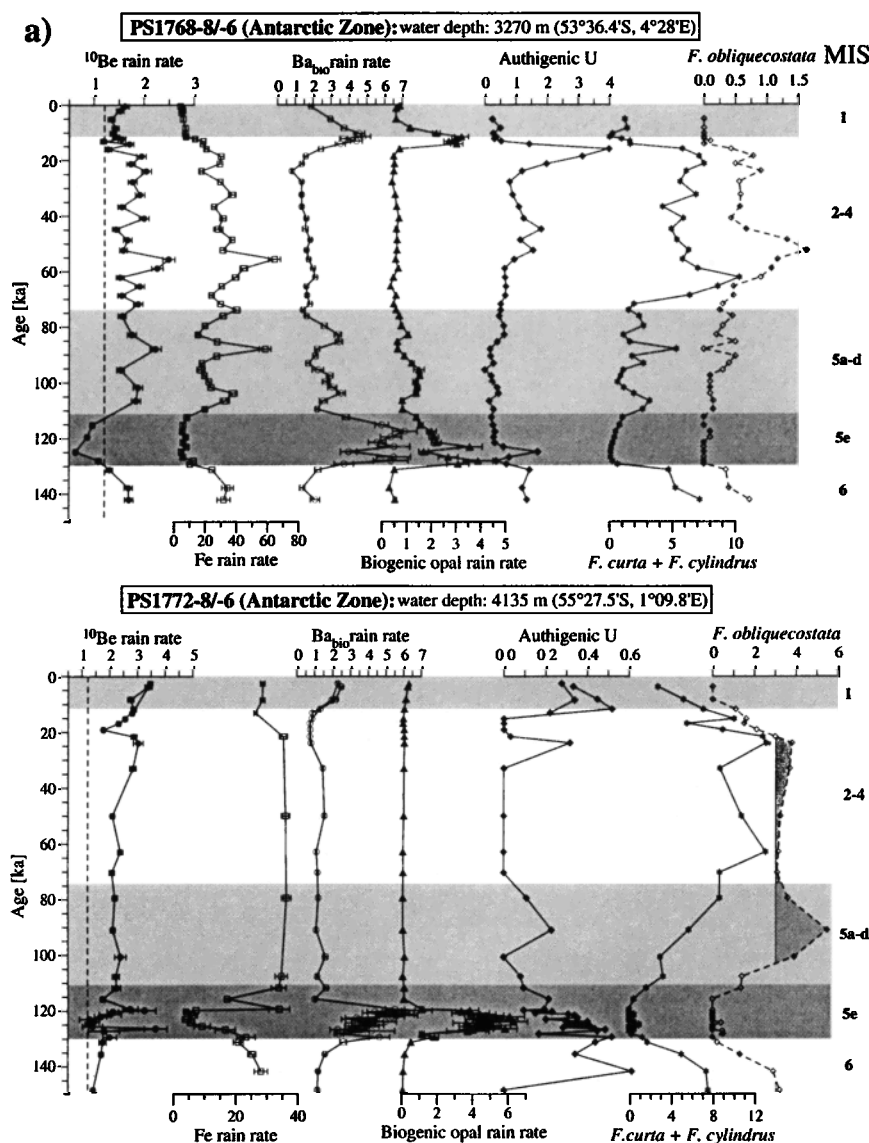 a)
PS1768-8/-6 (Antarctic Zone): water depth: 3270 m (53°36.4'S, 4°28'E)
10Be rain rate Babio rain rate Authigenic U F. obliquecostata MIS
1 2 3 0 1 2 3 4 5 6 7 0 1 2 3 4 0.0 0.5 1.0 1.5
0
20
40
60
80
100
120
140
Age [ka]
1
2-4
5a-d
5e
6
0 20 40 60 80 0 1 2 3 4 5 0 5 10
Fe rain rate Biogenic opal rain rate F. curta + F. cylindrus
PS1772-8/-6 (Antarctic Zone): water depth: 4135 m (55°27.5'S, 1°09.8'E)
10Be rain rate Babio rain rate Authigenic U F. obliquecostata
1 2 3 4 5 0 1 2 3 4 5 6 7 0.0 0.2 0.4 0.6 0 3 4 5 6
0
20
40
60
80
100
120
140
Age [ka]
1
2-4
5a-d
5e
6
0 20 40 0 2 4 6 0 4 8 12
Fe rain rate Biogenic opal rain rate F.curta + F. cylindrus